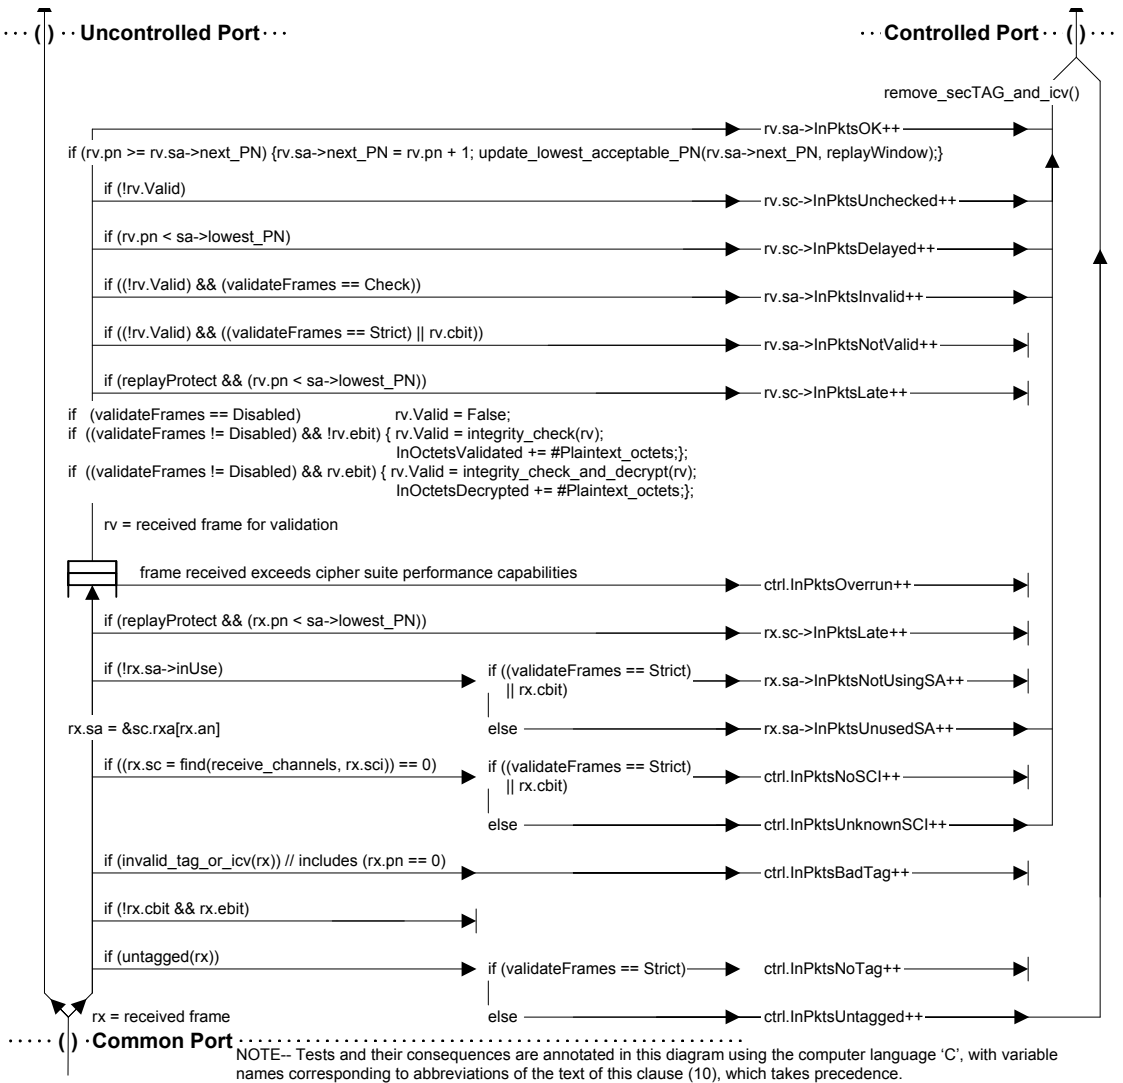 ···( )··Uncontrolled Port···
···Controlled Port··( )···
remove_secTAG_and_icv()
rv.sa->InPktsOK++
if (rv.pn >= rv.sa->next_PN) {rv.sa->next_PN = rv.pn + 1; update_lowest_acceptable_PN(rv.sa->next_PN, replayWindow);}
if (!rv.Valid)
rv.sc->InPktsUnchecked++
if (rv.pn < sa->lowest_PN)
rv.sc->InPktsDelayed++
if ((!rv.Valid) && (validateFrames == Check))
rv.sa->InPktsInvalid++
if ((!rv.Valid) && ((validateFrames == Strict) || rv.cbit))
rv.sa->InPktsNotValid++
if (replayProtect && (rv.pn < sa->lowest_PN))
rv.sc->InPktsLate++
if (validateFrames == Disabled) rv.Valid = False;
if ((validateFrames != Disabled) && !rv.ebit) { rv.Valid = integrity_check(rv);
InOctetsValidated += #Plaintext_octets;};
if ((validateFrames != Disabled) && rv.ebit) { rv.Valid = integrity_check_and_decrypt(rv);
InOctetsDecrypted += #Plaintext_octets;};
rv = received frame for validation
frame received exceeds cipher suite performance capabilities
ctrl.InPktsOverrun++
if (replayProtect && (rx.pn < sa->lowest_PN))
rx.sc->InPktsLate++
if (!rx.sa->inUse)
if ((validateFrames == Strict)
|| rx.cbit)
rx.sa->InPktsNotUsingSA++
rx.sa = &sc.rxa[rx.an]
else
rx.sa->InPktsUnusedSA++
if ((rx.sc = find(receive_channels, rx.sci)) == 0)
if ((validateFrames == Strict)
|| rx.cbit)
ctrl.InPktsNoSCI++
else
ctrl.InPktsUnknownSCI++
if (invalid_tag_or_icv(rx)) // includes (rx.pn == 0)
ctrl.InPktsBadTag++
if (!rx.cbit && rx.ebit)
if (untagged(rx))
if (validateFrames == Strict)
ctrl.InPktsNoTag++
rx = received frame
else
ctrl.InPktsUntagged++
·····( )·Common Port
NOTE-- Tests and their consequences are annotated in this diagram using the computer language ‘C’, with variable
names corresponding to abbreviations of the text of this clause (10), which takes precedence.